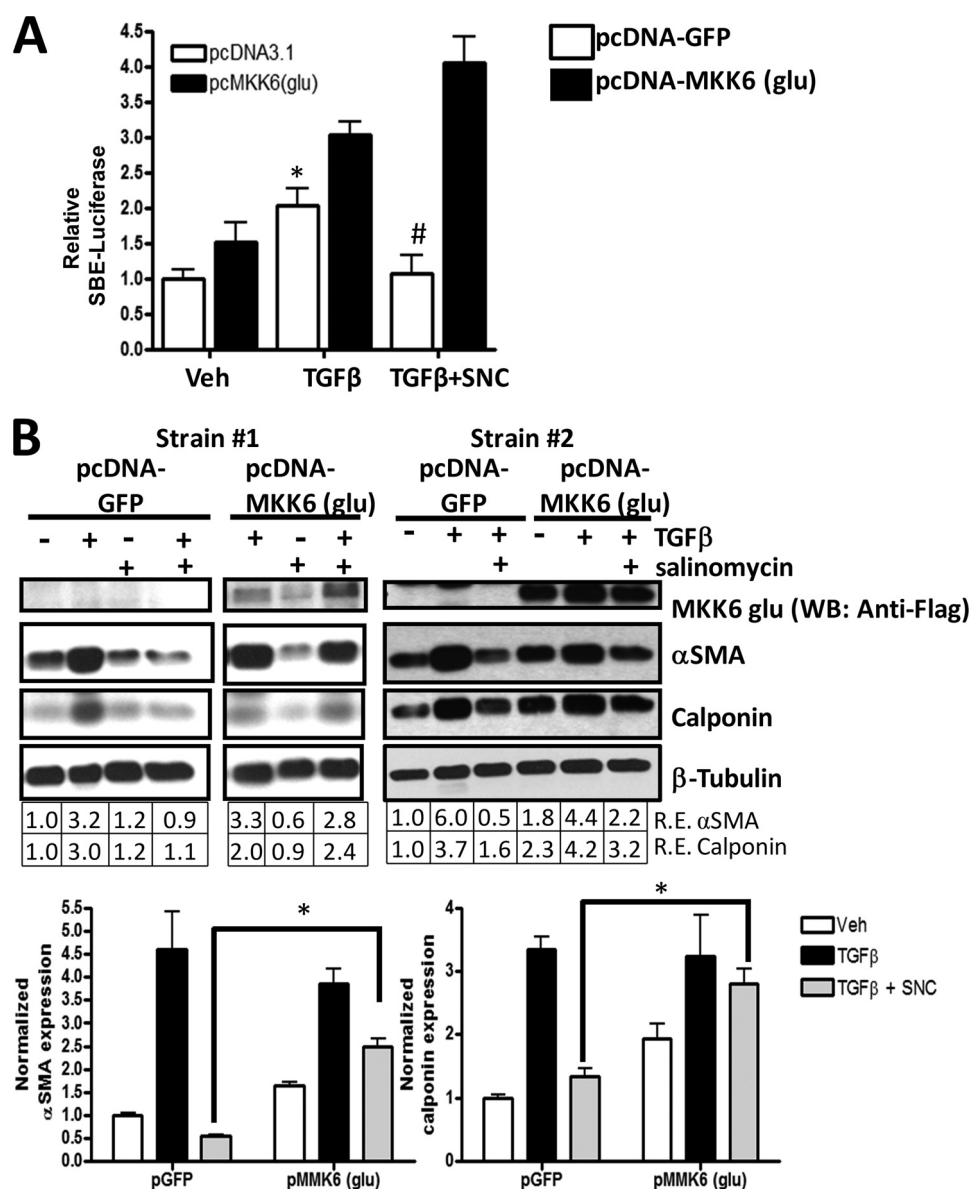 A
pcDNA3.1
pcMKK6(glu)
pcDNA-GFP
pcDNA-MKK6 (glu)
Relative
SBE-Luciferase
4.5
4.0
3.5
3.0
2.5
2.0
1.5
1.0
0.5
0.0
*
#
Veh TGFβ TGFβ+SNC
B
Strain #1 Strain #2
pcDNA- pcDNA- pcDNA- pcDNA-
GFP MKK6 (glu) GFP MKK6 (glu)
- + - + + - + - + + - + + TGFβ
+ + + + + + salinomycin
MKK6 glu (WB: Anti-Flag)
αSMA
Calponin
β-Tubulin
1.0 3.2 1.2 0.9 3.3 0.6 2.8 1.0 6.0 0.5 1.8 4.4 2.2 R.E. αSMA
1.0 3.0 1.2 1.1 2.0 0.9 2.4 1.0 3.7 1.6 2.3 4.2 3.2 R.E. Calponin
Normalized
αSMA expression
5.5
5.0
4.5
4.0
3.5
3.0
2.5
2.0
1.5
1.0
0.5
0.0
*
pGFP pMMK6 (glu)
Normalized
calponin expression
4
3
2
1
0
*
pGFP pMMK6 (glu)
Veh
TGFβ
TGFβ + SNC